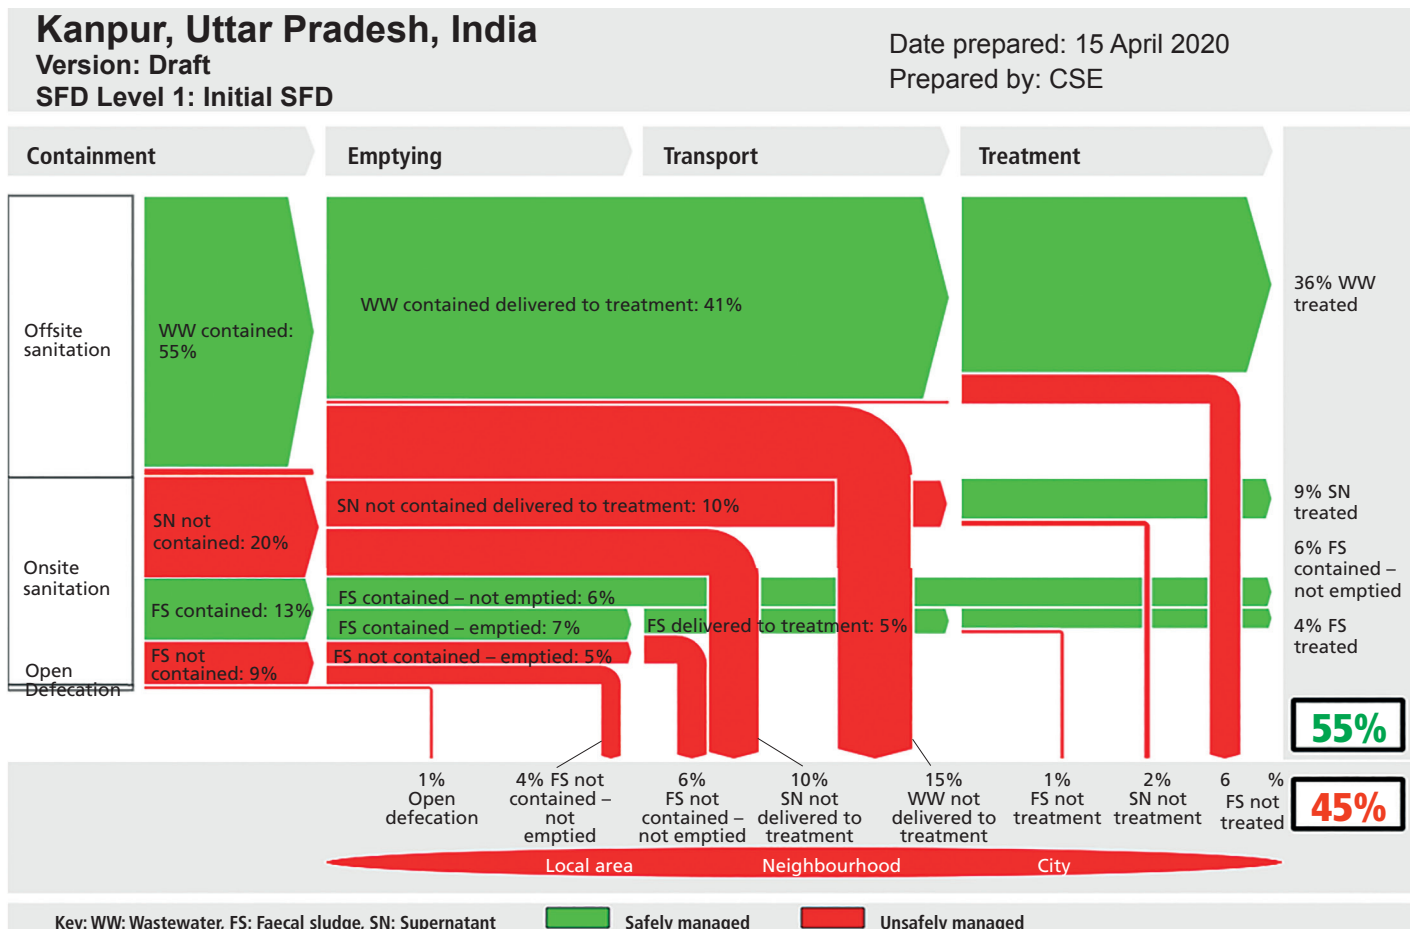 Kanpur, Uttar Pradesh, India
Version: Draft
SFD Level 1: Initial SFD
Date prepared: 15 April 2020
Prepared by: CSE
Containment
Emptying
Transport
Treatment
Offsite
sanitation
WW contained:
55%
WW contained delivered to treatment: 41%
36% WW
treated
Onsite
sanitation
SN not
contained: 20%
SN not contained delivered to treatment: 10%
9% SN
treated
FS contained: 13%
FS contained – not emptied: 6%
6% FS
contained –
not emptied
FS contained – emptied: 7%
FS delivered to treatment: 5%
4% FS
treated
FS not
contained: 9%
FS not contained – emptied: 5%
Open
Defecation
55%
1%
Open
defecation
4% FS not
contained –
not
emptied
6%
FS not
contained –
not emptied
10%
SN not
delivered to
treatment
15%
WW not
delivered to
treatment
1%
FS not
treatment
2%
SN not
treatment
6 %
FS not
treated
45%
Local area
Neighbourhood
City
Key: WW: Wastewater, FS: Faecal sludge, SN: Supernatant
Safely managed
Unsafely managed